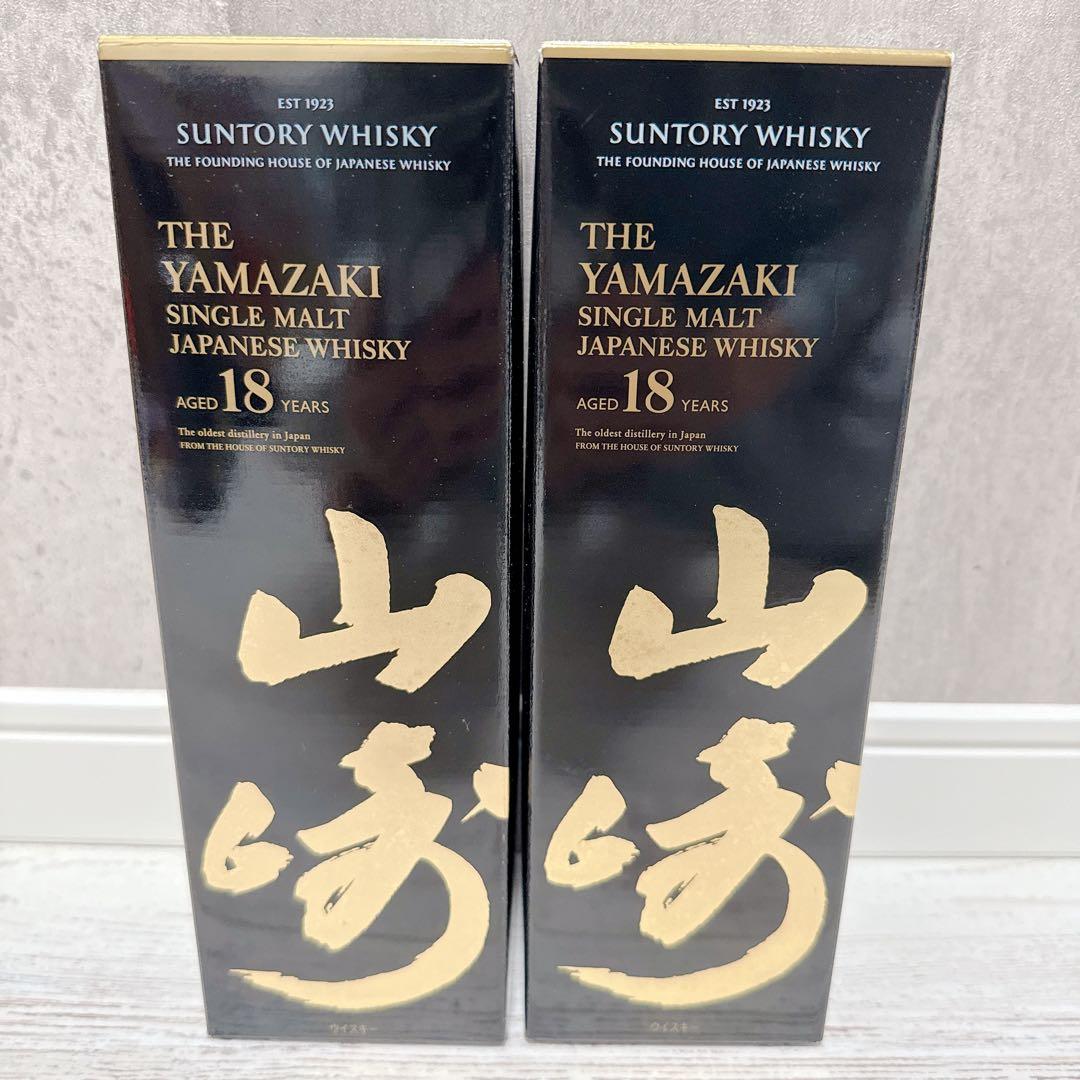 EST 1923
SUNTORY WHISKY
THE FOUNDING HOUSE OF JAPANESE WHISKY
THE
YAMAZAKI
SINGLE MALT
JAPANESE WHISKY
AGED 18 YEARS
The oldest distillery in Japan
FROM THE HOUSE OF SUNTORY WHISKY
山
崎
ウイスキー
EST 1923
SUNTORY WHISKY
THE FOUNDING HOUSE OF JAPANESE WHISKY
THE
YAMAZAKI
SINGLE MALT
JAPANESE WHISKY
AGED 18 YEARS
The oldest distillery in Japan
FROM THE HOUSE OF SUNTORY WHISKY
山
崎
ウイスキー